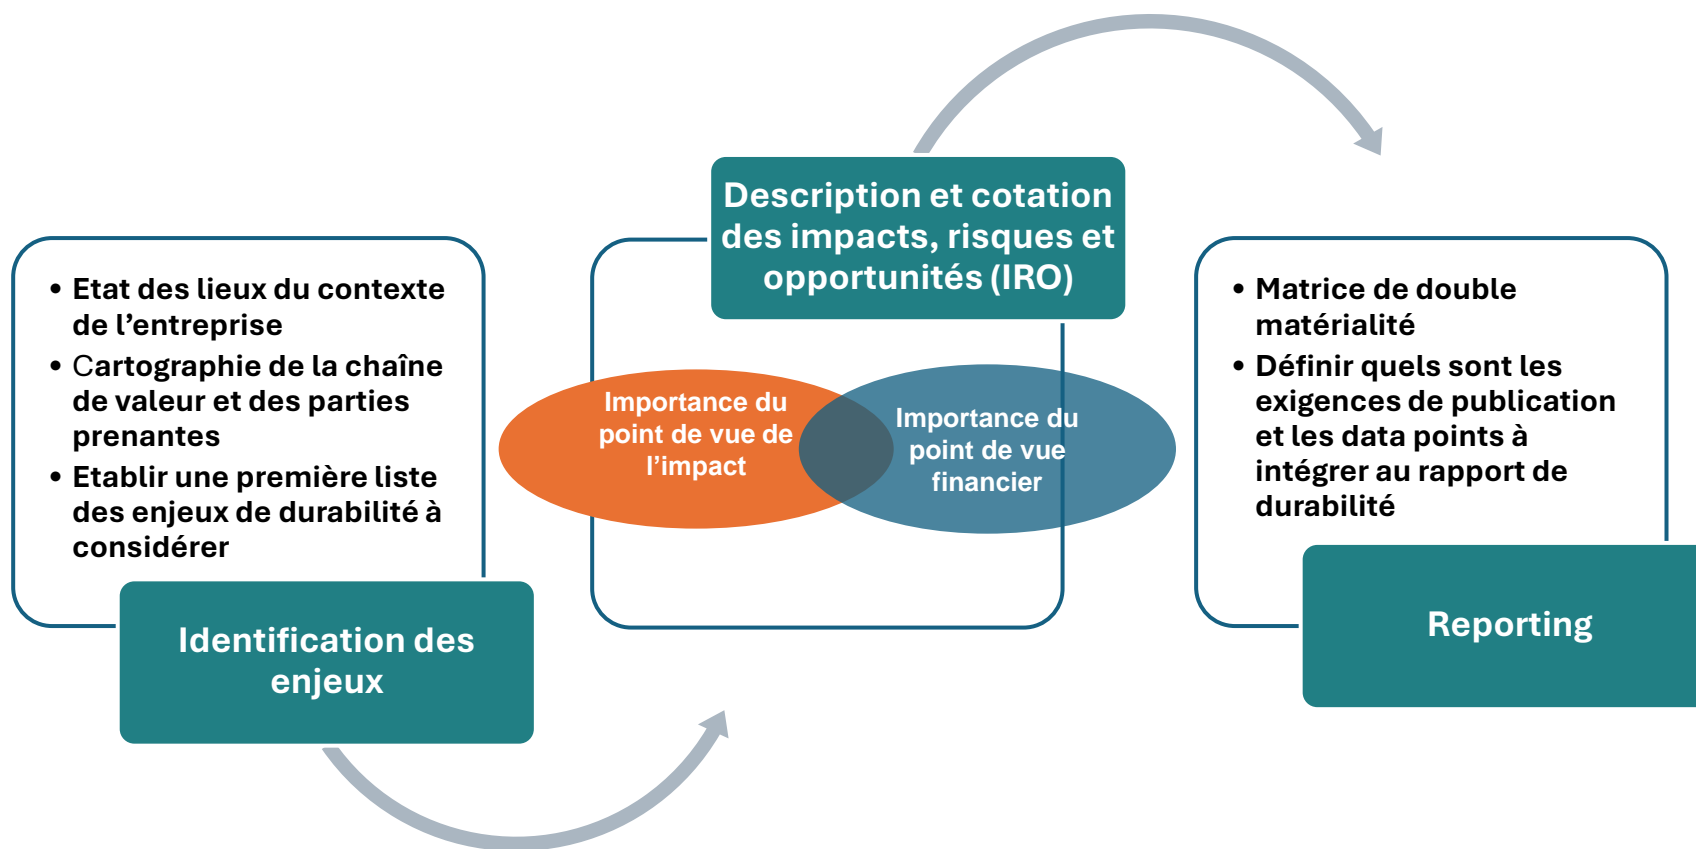 • Etat des lieux du contexte
de l’entreprise
• Cartographie de la chaîne
de valeur et des parties
prenantes
• Etablir une première liste
des enjeux de durabilité à
considérer
Identification des
enjeux
Description et cotation
des impacts, risques et
opportunités (IRO)
Importance du
point de vue de
l’impact
Importance du
point de vue
financier
• Matrice de double
matérialité
• Définir quels sont les
exigences de publication
et les data points à
intégrer au rapport de
durabilité
Reporting